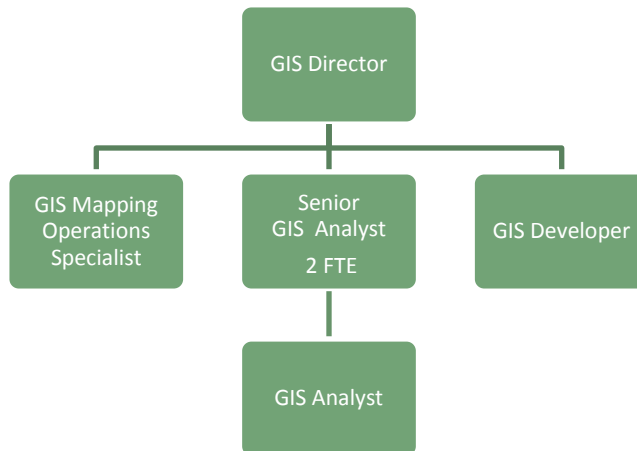 GIS Director
GIS Mapping
Operations
Specialist
Senior
GIS Analyst
2 FTE
GIS Developer
GIS Analyst